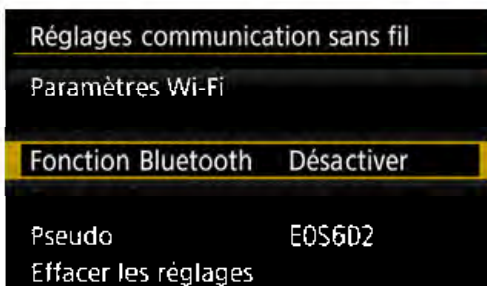 Réglages communication sans fil
Paramètres Wi-Fi
Fonction Bluetooth Désactiver
Pseudo EOS6D2
Effacer les réglages